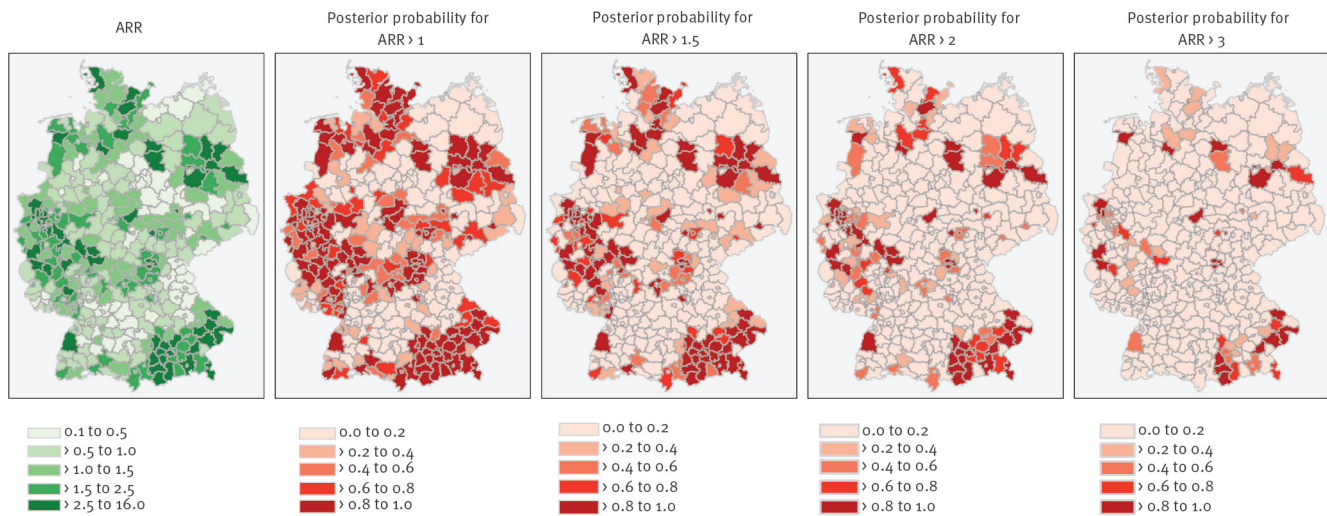 ARR
Posterior probability for
ARR › 1
Posterior probability for
ARR › 1.5
Posterior probability for
ARR › 2
Posterior probability for
ARR › 3
0.1 to 0.5
› 0.5 to 1.0
› 1.0 to 1.5
› 1.5 to 2.5
› 2.5 to 16.0
0.0 to 0.2
› 0.2 to 0.4
› 0.4 to 0.6
› 0.6 to 0.8
› 0.8 to 1.0
0.0 to 0.2
› 0.2 to 0.4
› 0.4 to 0.6
› 0.6 to 0.8
› 0.8 to 1.0
0.0 to 0.2
› 0.2 to 0.4
› 0.4 to 0.6
› 0.6 to 0.8
› 0.8 to 1.0
0.0 to 0.2
› 0.2 to 0.4
› 0.4 to 0.6
› 0.6 to 0.8
› 0.8 to 1.0